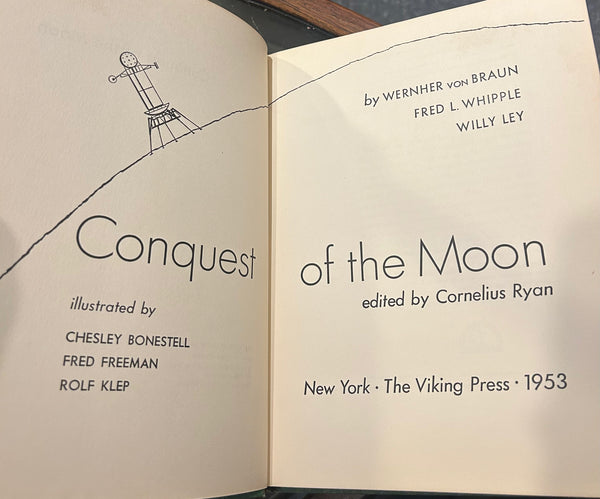 Conquest
illustrated by
CHESLEY BONESTELL
FRED FREEMAN
ROLF KLEP
by WERNHER VON BRAUN
FRED L. WHIPPLE
WILLY LEY
of the Moon
edited by Cornelius Ryan
New York · The Viking Press · 1953